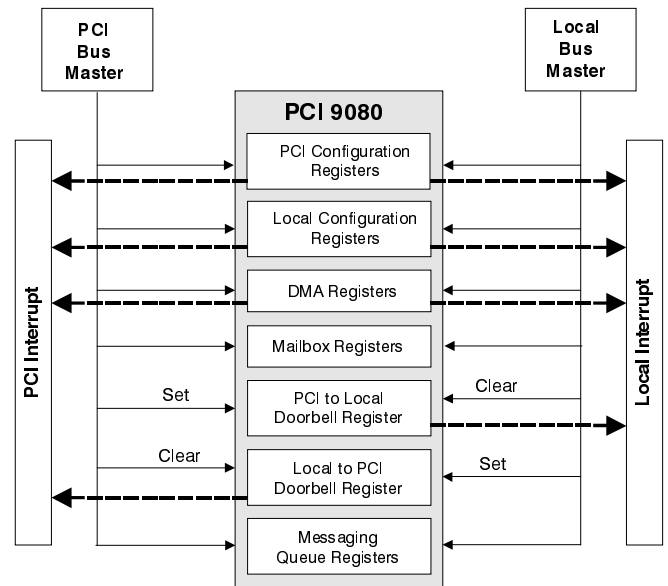 PCI
Bus
Master
Local
Bus
Master
PCI 9080
PCI Configuration
Registers
Local Configuration
Registers
DMA Registers
Mailbox Registers
Set
PCI to Local
Doorbell Register
Clear
Clear
Local to PCI
Doorbell Register
Set
Messaging
Queue Registers
PCI Interrupt
Local Interrupt